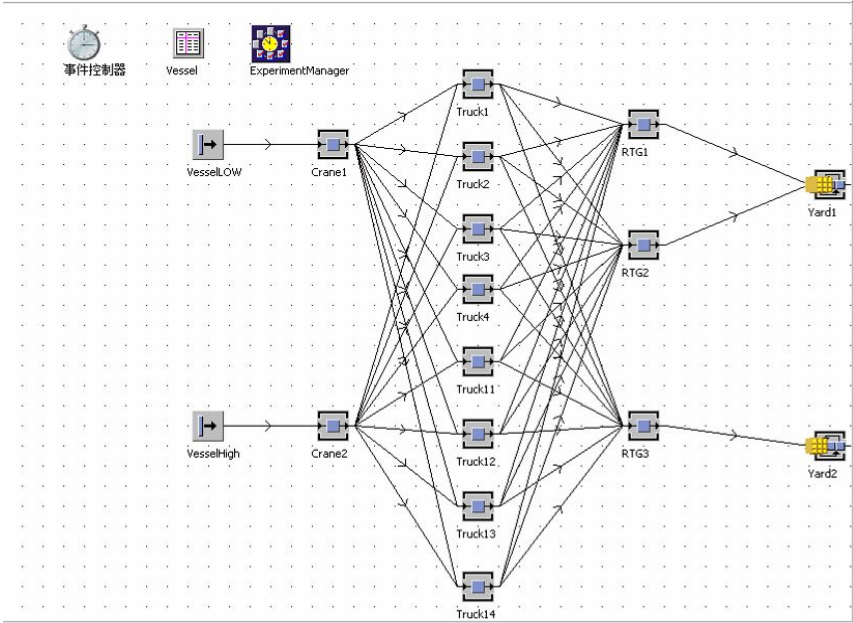 事件控制器
Vessel
ExperimentManager
Truck1
RTG1
VesselLOW
Crane1
Truck2
Yard1
Truck3
RTG2
Truck4
Truck11
VesselHigh
Crane2
Truck12
RTG3
Yard2
Truck13
Truck14